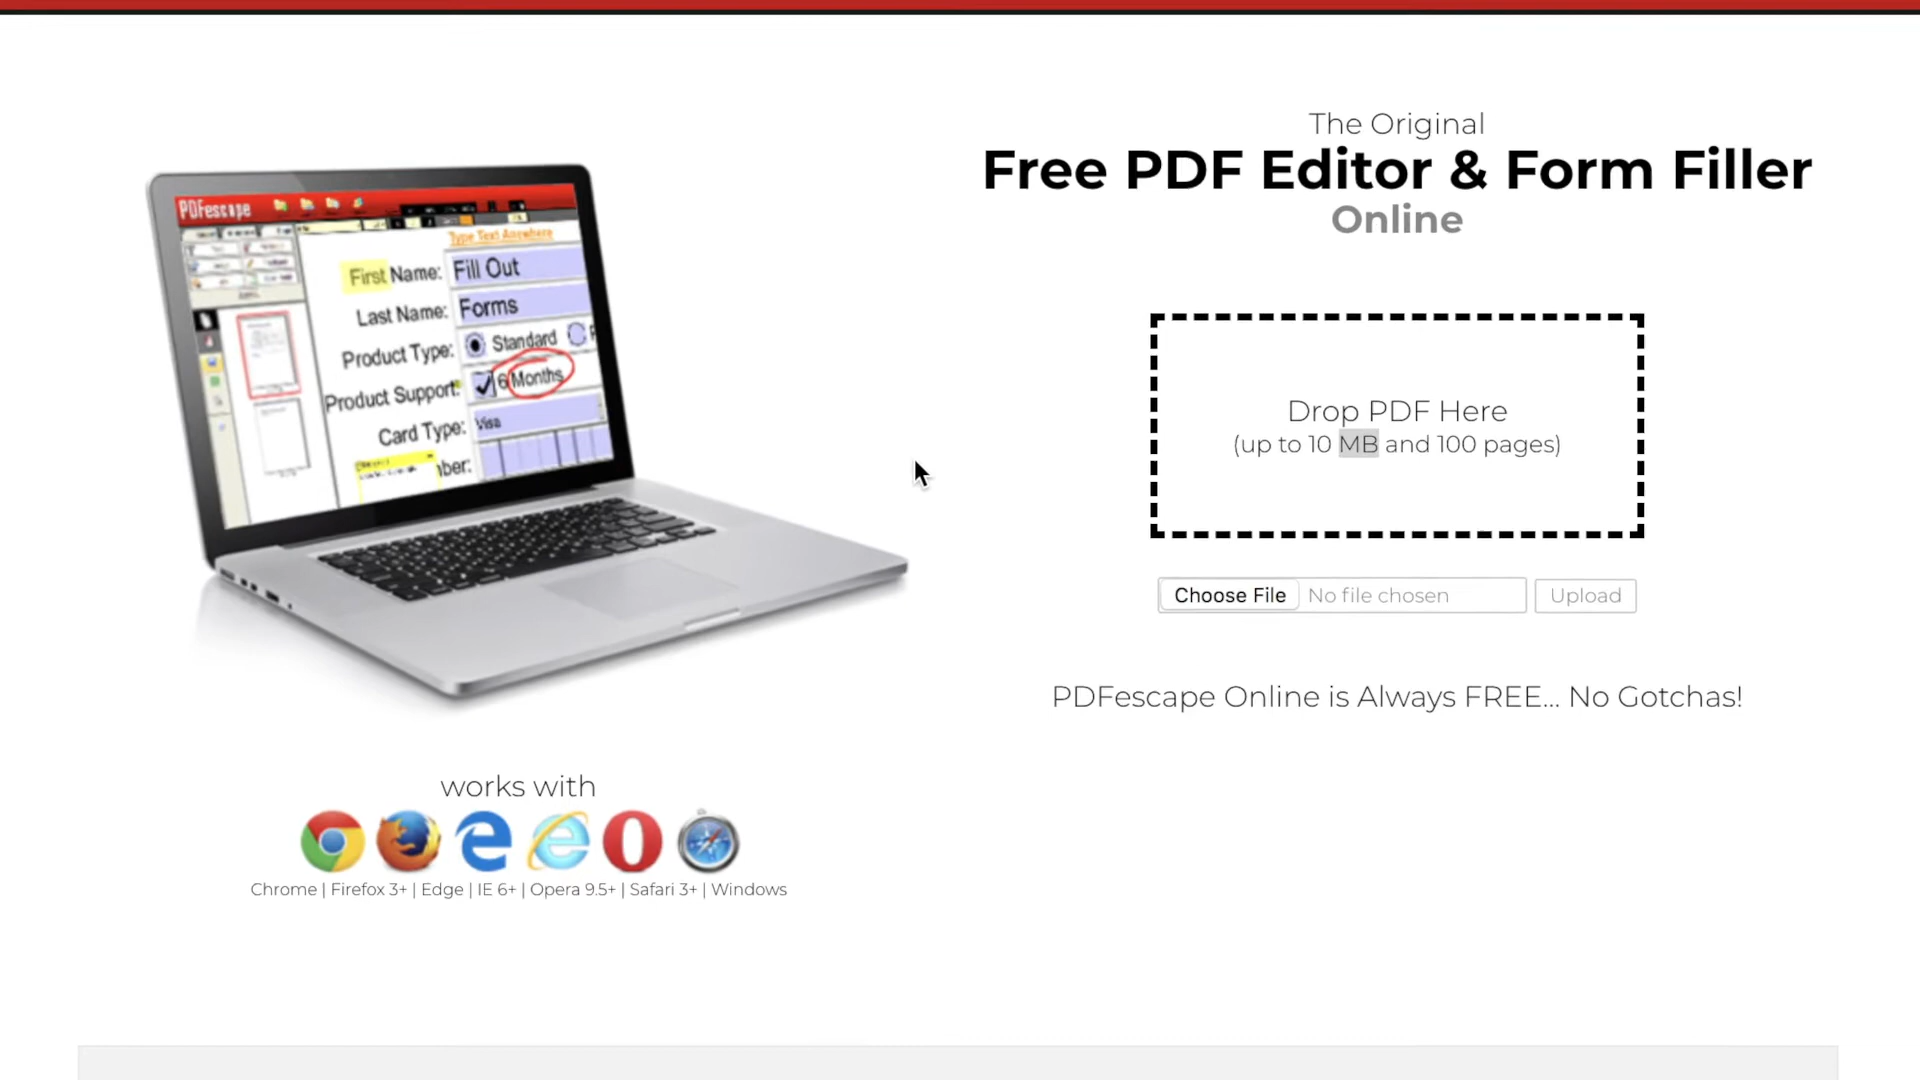 The Original
Free PDF Editor & Form Filler
Online
PDFescape
Type Text Anywhere
First Name: Fill Out
Last Name: Forms
Product Type: Standard
Product Support: 6 Months
Card Type: Visa
ber:
Drop PDF Here
(up to 10 MB and 100 pages)
Choose File No file chosen Upload
PDFescape Online is Always FREE... No Gotchas!
works with
Chrome | Firefox 3+ | Edge | IE 6+ | Opera 9.5+ | Safari 3+ | Windows